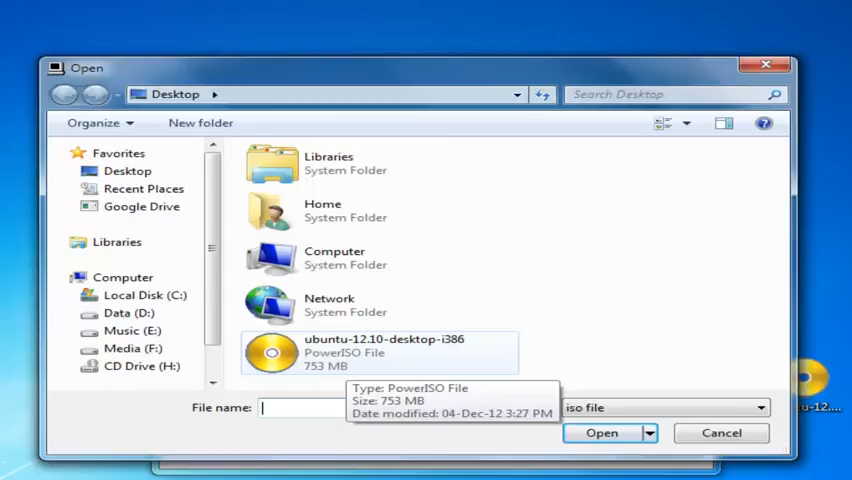 Open
Desktop
Search Desktop
Organize
New folder
Favorites
Desktop
Recent Places
Google Drive
Libraries
Computer
Local Disk (C:)
Data (D:)
Music (E:)
Media (F:)
CD Drive (H:)
Libraries
System Folder
Home
System Folder
Computer
System Folder
Network
System Folder
ubuntu-12.10-desktop-i386
PowerISO File
753 MB
Type: PowerISO File
Size: 753 MB
Date modified: 04-Dec-12 3:27 PM
File name:
iso file
Open
Cancel
tu-12....